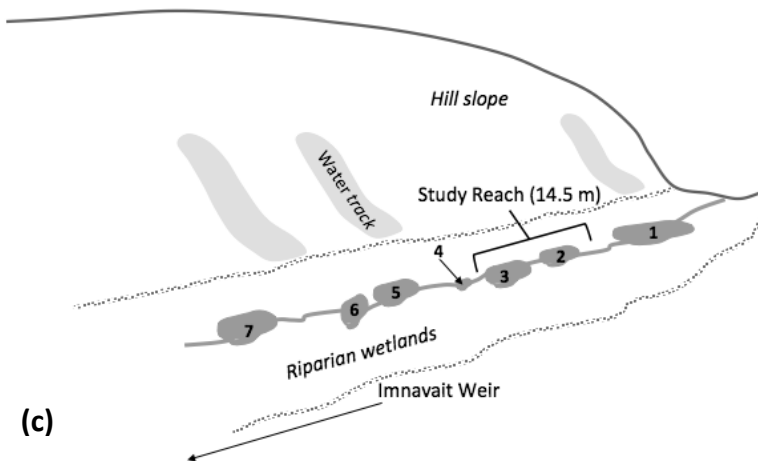 Hill slope
Water track
Study Reach (14.5 m)
1
2
3
4
5
6
7
Riparian wetlands
Imnavait Weir
(c)